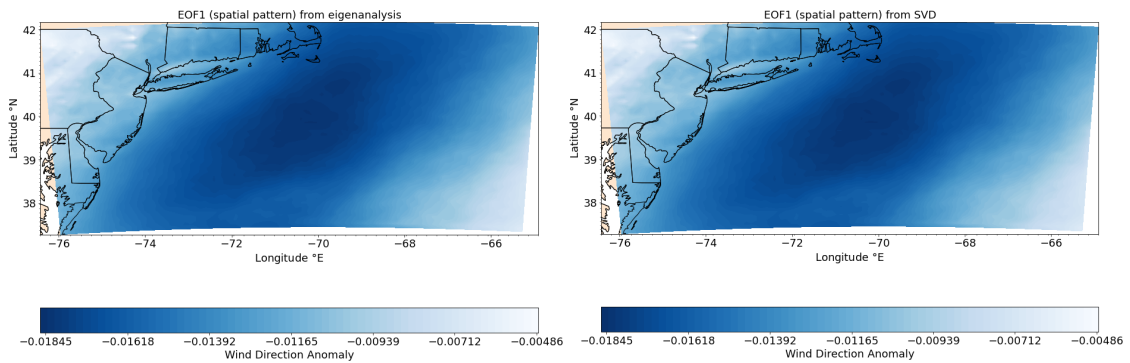 EOF1 (spatial pattern) from eigenanalysis
42
41
40
39
38
Latitude °N
−76 −74 −72 −70 −68 −66
Longitude °E
−0.01845 −0.01618 −0.01392 −0.01165 −0.00939 −0.00712 −0.00486
Wind Direction Anomaly
EOF1 (spatial pattern) from SVD
42
41
40
39
38
Latitude °N
−76 −74 −72 −70 −68 −66
Longitude °E
−0.01845 −0.01618 −0.01392 −0.01165 −0.00939 −0.00712 −0.00486
Wind Direction Anomaly